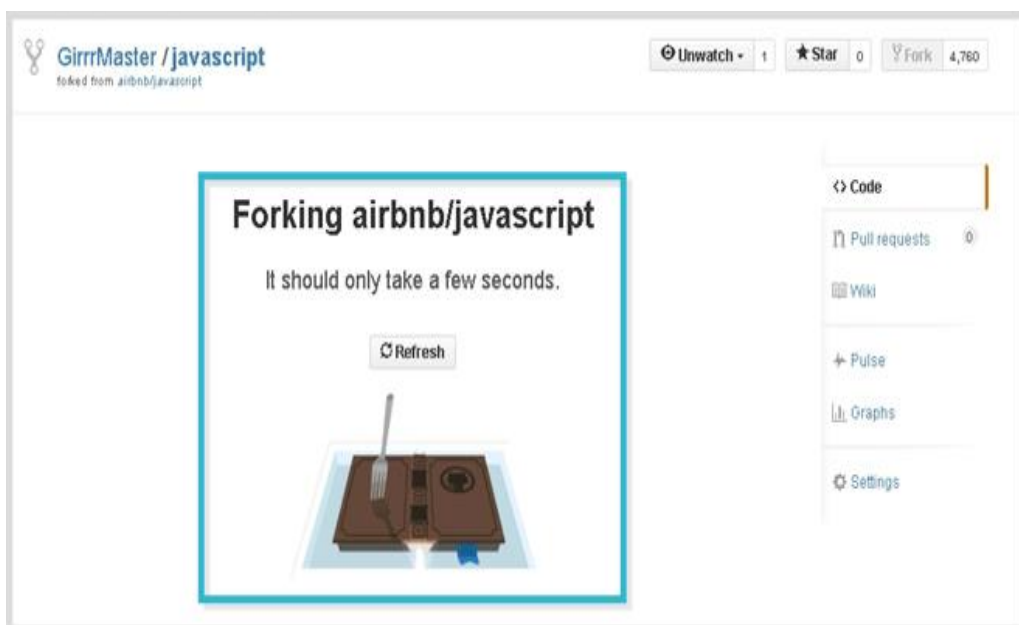 GirrrMaster / javascript
forked from airbnb/javascript
Unwatch 1 Star 0 Fork 4,760
Forking airbnb/javascript
It should only take a few seconds.
Refresh
Code
Pull requests 0
Wiki
Pulse
Graphs
Settings